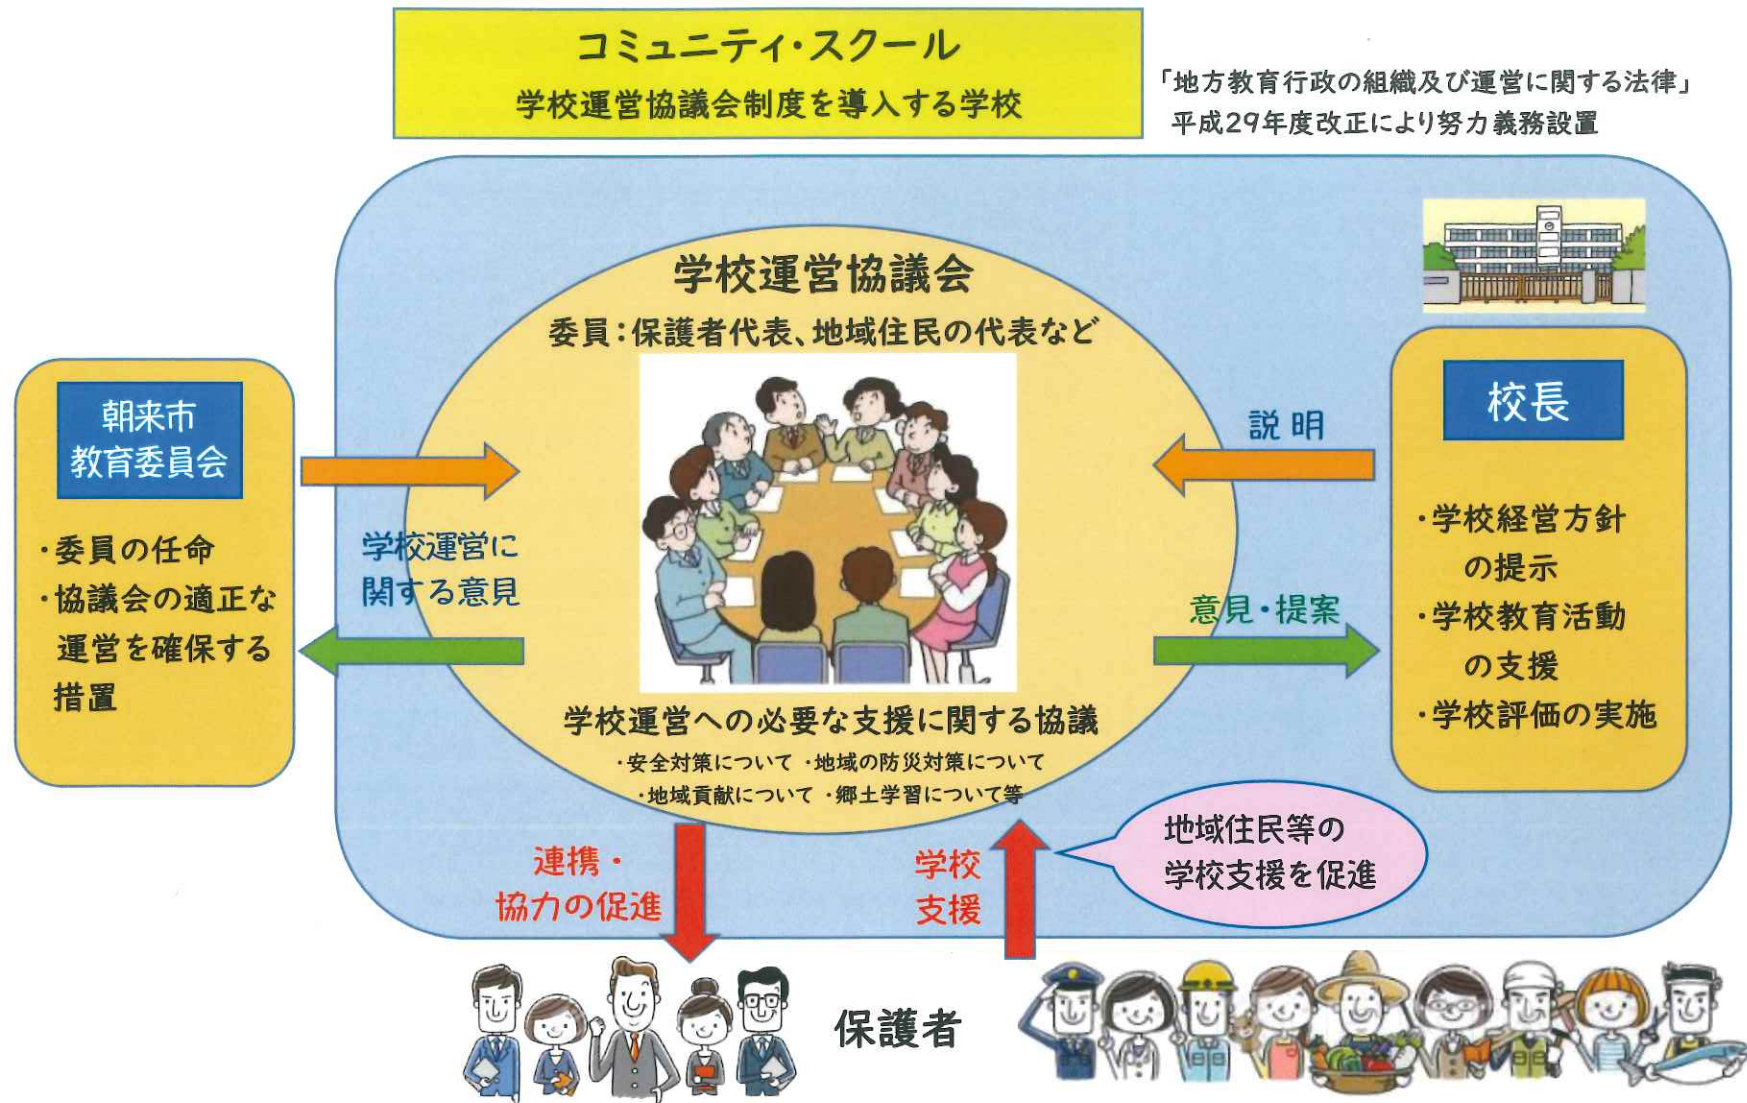 コミュニティ・スクール
学校運営協議会制度を導入する学校
「地方教育行政の組織及び運営に関する法律」
平成29年度改正により努力義務設置
学校運営協議会
委員：保護者代表、地域住民の代表など
朝来市
教育委員会
・委員の任命
・協議会の適正な
運営を確保する
措置
学校運営に
関する意見
説明
意見・提案
校長
・学校経営方針
の提示
・学校教育活動
の支援
・学校評価の実施
学校運営への必要な支援に関する協議
・安全対策について ・地域の防災対策について
・地域貢献について ・郷土学習について等
連携・
協力の促進
学校
支援
地域住民等の
学校支援を促進
保護者